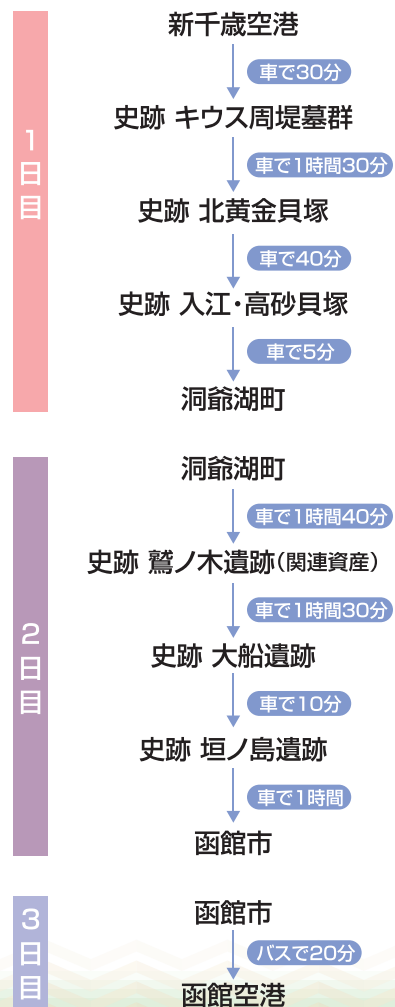 1日目
新千歳空港
車で30分
史跡 キウス周堤墓群
車で1時間30分
史跡 北黄金貝塚
車で40分
史跡 入江・高砂貝塚
車で5分
洞爺湖町
2日目
洞爺湖町
車で1時間40分
史跡 鷲ノ木遺跡(関連資産)
車で1時間30分
史跡 大船遺跡
車で10分
史跡 垣ノ島遺跡
車で1時間
函館市
3日目
函館市
バスで20分
函館空港